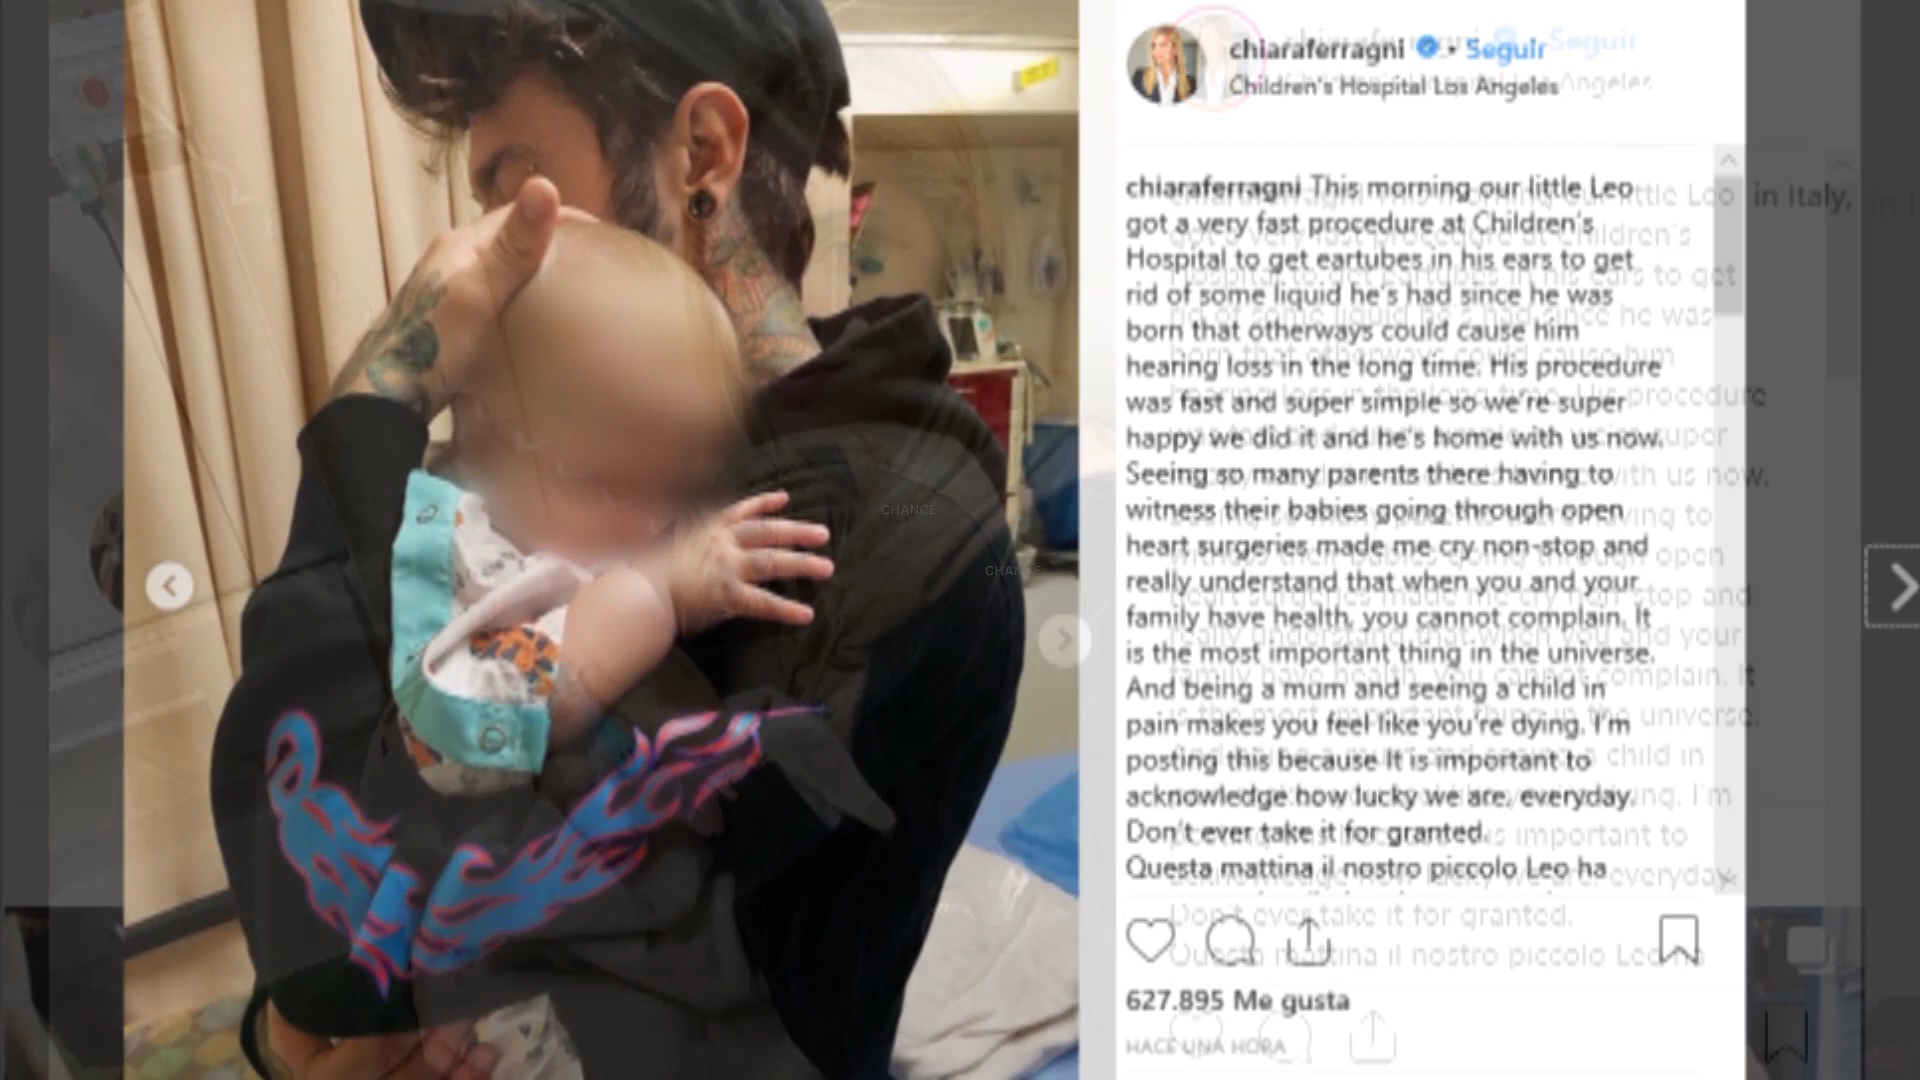 chiaraferragni • Seguir
Children's Hospital Los Angeles
chiaraferragni This morning our little Leo
got a very fast procedure at Children's
Hospital to get eartubes in his ears to get
rid of some liquid he's had since he was
born that otherways could cause him
hearing loss in the long time. His procedure
was fast and super simple so we're super
happy we did it and he's home with us now.
Seeing so many parents there having to
witness their babies going through open
heart surgeries made me cry non-stop and
really understand that when you and your
family have health, you cannot complain. It
is the most important thing in the universe.
And being a mum and seeing a child in
pain makes you feel like you're dying. I'm
posting this because It is important to
acknowledge how lucky we are, everyday.
Don't ever take it for granted.
Questa mattina il nostro piccolo Leo ha
627.895 Me gusta
HACE UNA HORA
in Italy,
CHANCE
CHANCE